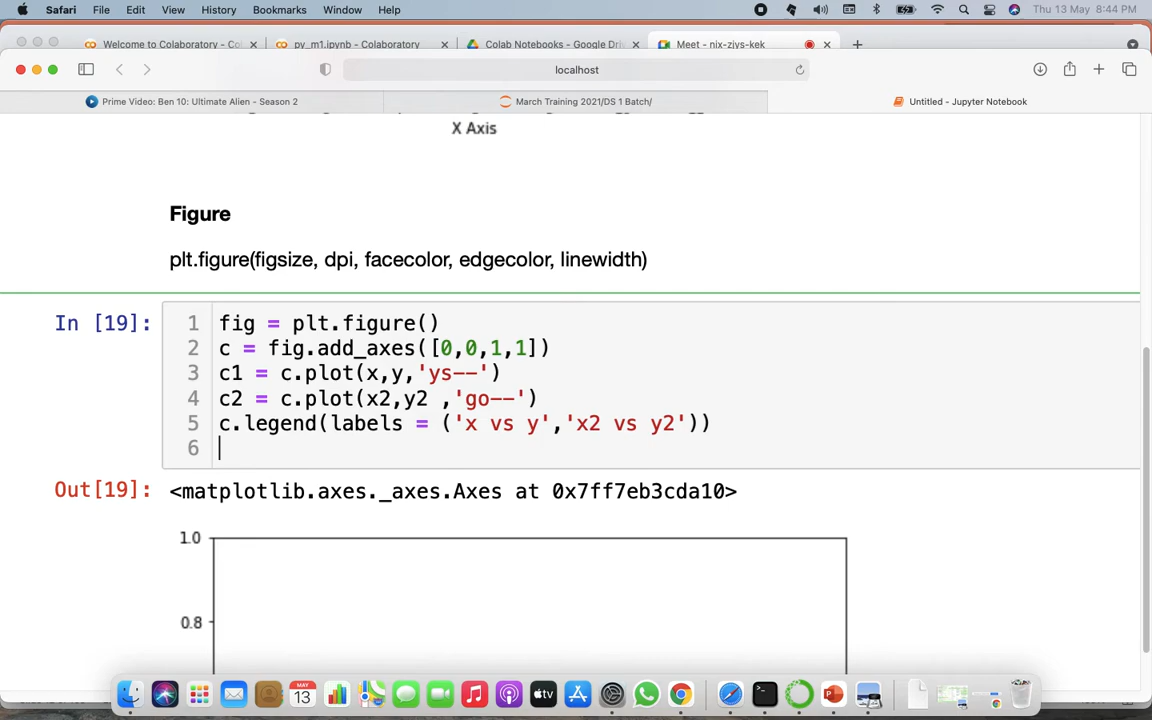 Safari File Edit View History Bookmarks Window Help Thu 13 May 8:44 PM
Welcome to Colaboratory - Co py_m1.ipynb - Colaboratory Colab Notebooks - Google Dri Meet - nix-zjys-kek
localhost
Prime Video: Ben 10: Ultimate Alien - Season 2 March Training 2021/DS 1 Batch/ Untitled - Jupyter Notebook
X Axis
Figure
plt.figure(figsize, dpi, facecolor, edgecolor, linewidth)
In [19]: 1 fig = plt.figure()
2 c = fig.add_axes([0,0,1,1])
3 c1 = c.plot(x,y,'ys--')
4 c2 = c.plot(x2,y2 ,'go--')
5 c.legend(labels = ('x vs y','x2 vs y2'))
6
Out[19]: <matplotlib.axes._axes.Axes at 0x7ff7eb3cda10>
1.0
0.8
MAY
13
tv